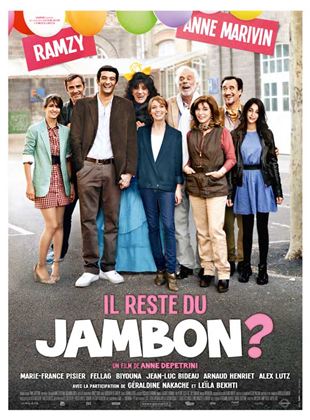 RAMZY
ANNE MARIVIN
IL RESTE DU
JAMBON?
UN FILM DE ANNE DEPETRINI
MARIE-FRANCE PISIER FELLAG BIYOUNA JEAN-LUC BIDEAU ARNAUD HENRIET ALEX LUTZ
AVEC LA PARTICIPATION DE GÉRALDINE NAKACHE ET LEÏLA BEKHTI